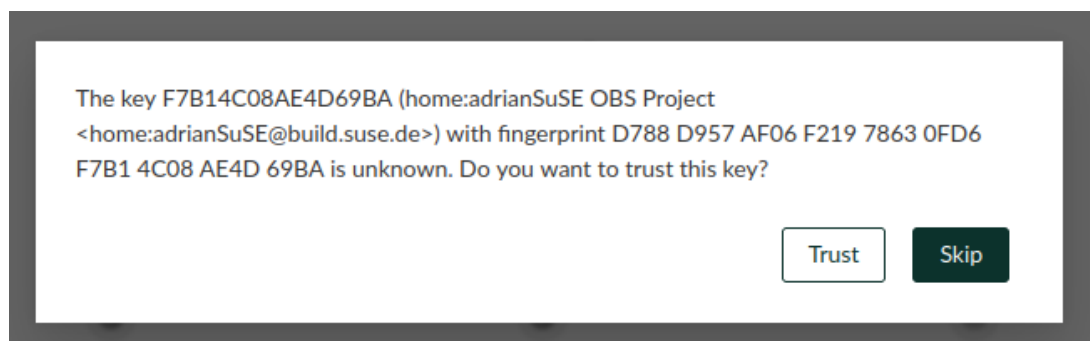 The key F7B14C08AE4D69BA (home:adrianSuSE OBS Project
<home:adrianSuSE@build.suse.de>) with fingerprint D788 D957 AF06 F219 7863 0FD6
F7B1 4C08 AE4D 69BA is unknown. Do you want to trust this key?
Trust Skip